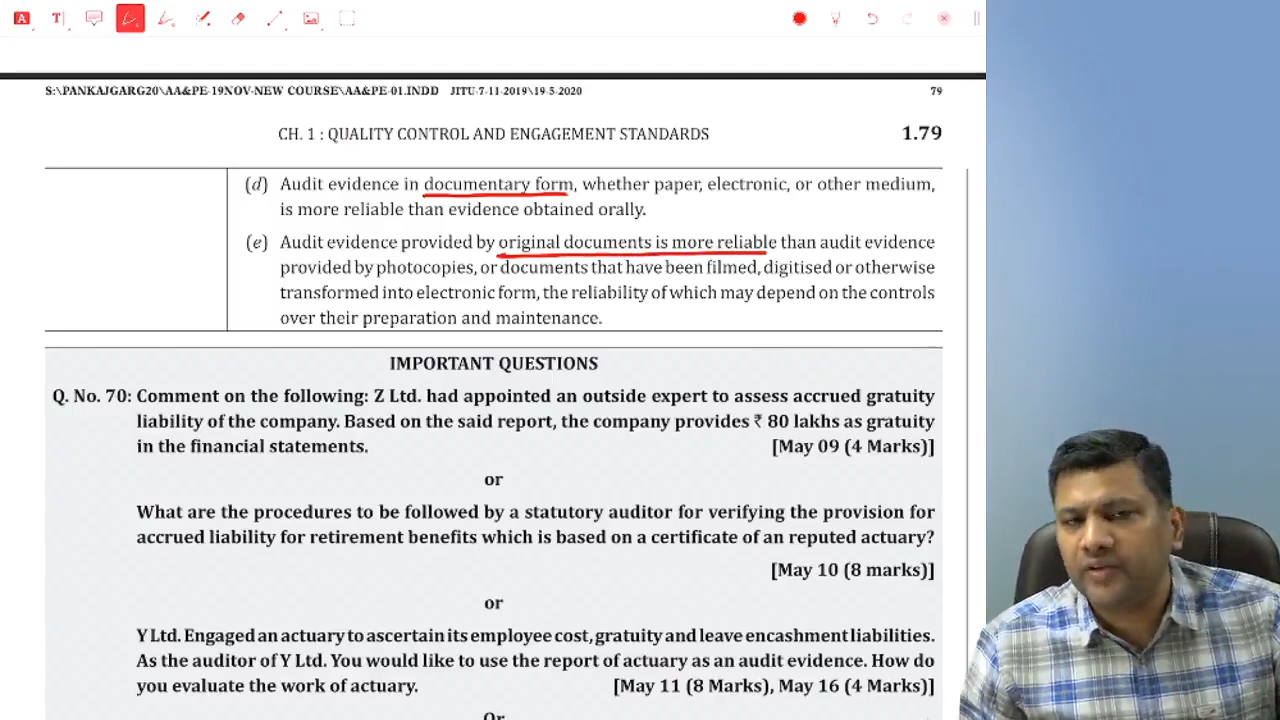 S:\PANKAJGARG20\AA&PE-19NOV-NEW COURSE\AA&PE-01.INDD JITU-7-11-2019\19-5-2020 79
CH. 1 : QUALITY CONTROL AND ENGAGEMENT STANDARDS 1.79
(d) Audit evidence in documentary form, whether paper, electronic, or other medium,
is more reliable than evidence obtained orally.
(e) Audit evidence provided by original documents is more reliable than audit evidence
provided by photocopies, or documents that have been filmed, digitised or otherwise
transformed into electronic form, the reliability of which may depend on the controls
over their preparation and maintenance.
IMPORTANT QUESTIONS
Q. No. 70: Comment on the following: Z Ltd. had appointed an outside expert to assess accrued gratuity
liability of the company. Based on the said report, the company provides ₹ 80 lakhs as gratuity
in the financial statements. [May 09 (4 Marks)]
or
What are the procedures to be followed by a statutory auditor for verifying the provision for
accrued liability for retirement benefits which is based on a certificate of an reputed actuary?
[May 10 (8 marks)]
or
Y Ltd. Engaged an actuary to ascertain its employee cost, gratuity and leave encashment liabilities.
As the auditor of Y Ltd. You would like to use the report of actuary as an audit evidence. How do
you evaluate the work of actuary. [May 11 (8 Marks), May 16 (4 Marks)]
Or